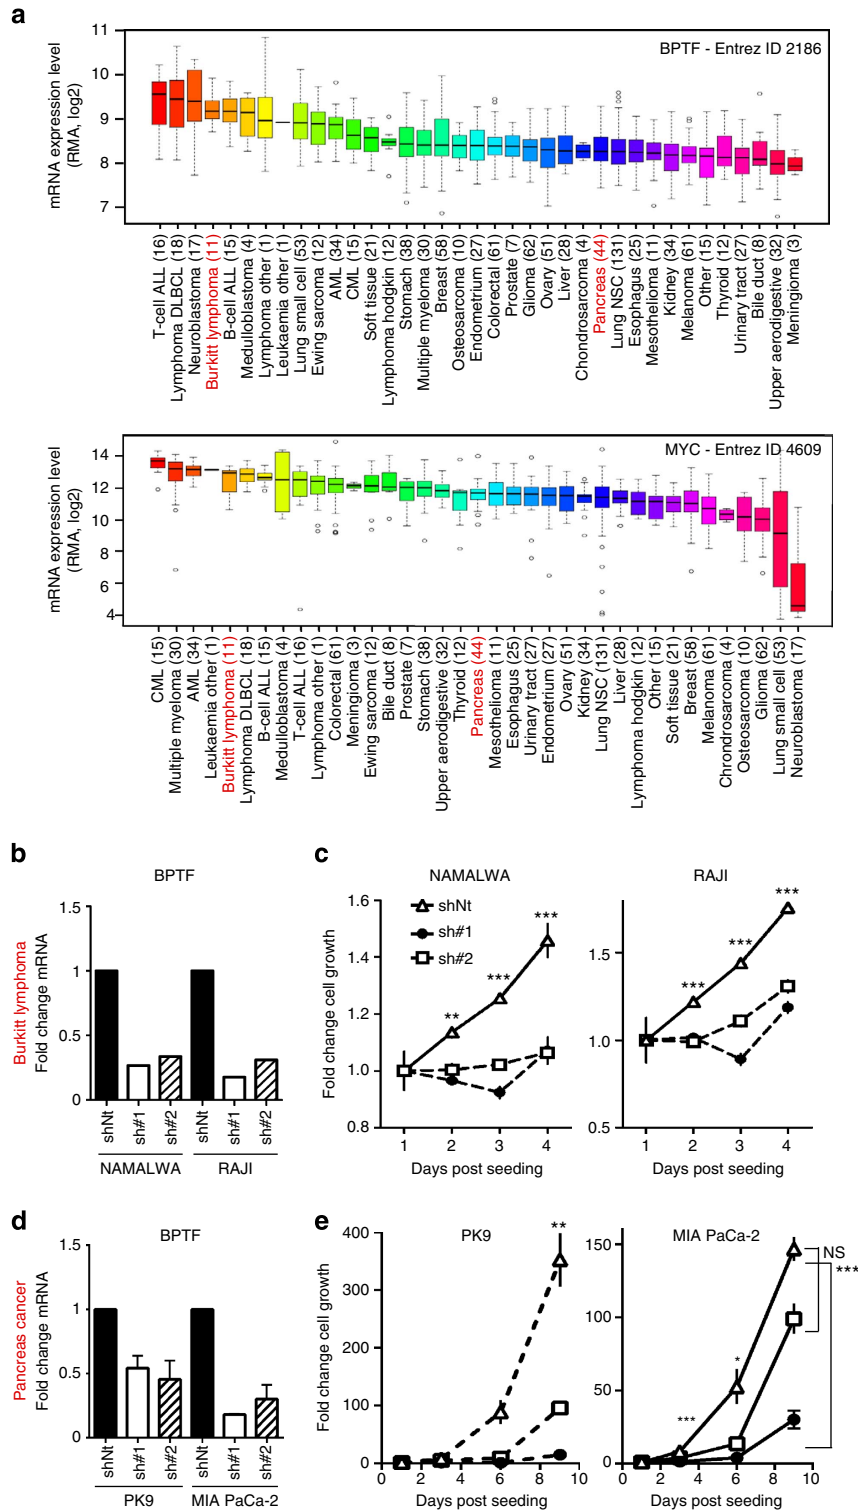 a
BPTF - Entrez ID 2186
mRNA expression level
(RMA, log2)
11
10
9
8
7
T-cell ALL (16)
Lymphoma DLBCL (18)
Neuroblastoma (17)
Burkitt lymphoma (11)
B-cell ALL (15)
Medulloblastoma (4)
Lymphoma other (1)
Leukaemia other (1)
Lung small cell (53)
Ewing sarcoma (12)
AML (34)
CML (15)
Soft tissue (21)
Lymphoma hodgkin (12)
Stomach (38)
Multiple myeloma (30)
Breast (58)
Osteosarcoma (10)
Endometrium (27)
Colorectal (61)
Prostate (7)
Glioma (62)
Ovary (51)
Liver (28)
Chondrosarcoma (4)
Pancreas (44)
Lung NSC (131)
Esophagus (25)
Mesothelioma (11)
Kidney (34)
Melanoma (61)
Other (15)
Thyroid (12)
Urinary tract (27)
Bile duct (8)
Upper aerodigestive (32)
Meningioma (3)
MYC - Entrez ID 4609
mRNA expression level
(RMA, log2)
14
12
10
8
6
4
CML (15)
Multiple myeloma (30)
AML (34)
Leukaemia other (1)
Burkitt lymphoma (11)
Lymphoma DLBCL (18)
B-cell ALL (15)
Medulloblastoma (4)
T-cell ALL (16)
Lymphoma other (1)
Colorectal (61)
Meningioma (3)
Ewing sarcoma (12)
Bile duct (8)
Prostate (7)
Stomach (38)
Upper aerodigestive (32)
Thyroid (12)
Pancreas (44)
Mesothelioma (11)
Esophagus (25)
Urinary tract (27)
Endometrium (27)
Ovary (51)
Kidney (34)
Lung NSC (131)
Liver (28)
Lymphoma hodgkin (12)
Other (15)
Soft tissue (21)
Breast (58)
Melanoma (61)
Chrondrosarcoma (4)
Osteosarcoma (10)
Glioma (62)
Lung small cell (53)
Neuroblastoma (17)
b
BPTF
Burkitt lymphoma
Fold change mRNA
1.5
1
0.5
0
shNt
sh#1
sh#2
shNt
sh#1
sh#2
NAMALWA
RAJI
c
NAMALWA
Fold change cell growth
1.6
1.4
1.2
1.0
0.8
shNt
sh#1
sh#2
**
***
***
1 2 3 4
Days post seeding
RAJI
1.5
1.0
0.5
***
***
***
1 2 3 4
Days post seeding
d
BPTF
Pancreas cancer
Fold change mRNA
1.5
1
0.5
0
shNt
sh#1
sh#2
shNt
sh#1
sh#2
PK9
MIA PaCa-2
e
PK9
Fold change cell growth
400
300
200
100
0
**
0 2 4 6 8 10
Days post seeding
MIA PaCa-2
150
100
50
0
***
*
NS
***
0 2 4 6 8 10
Days post seeding